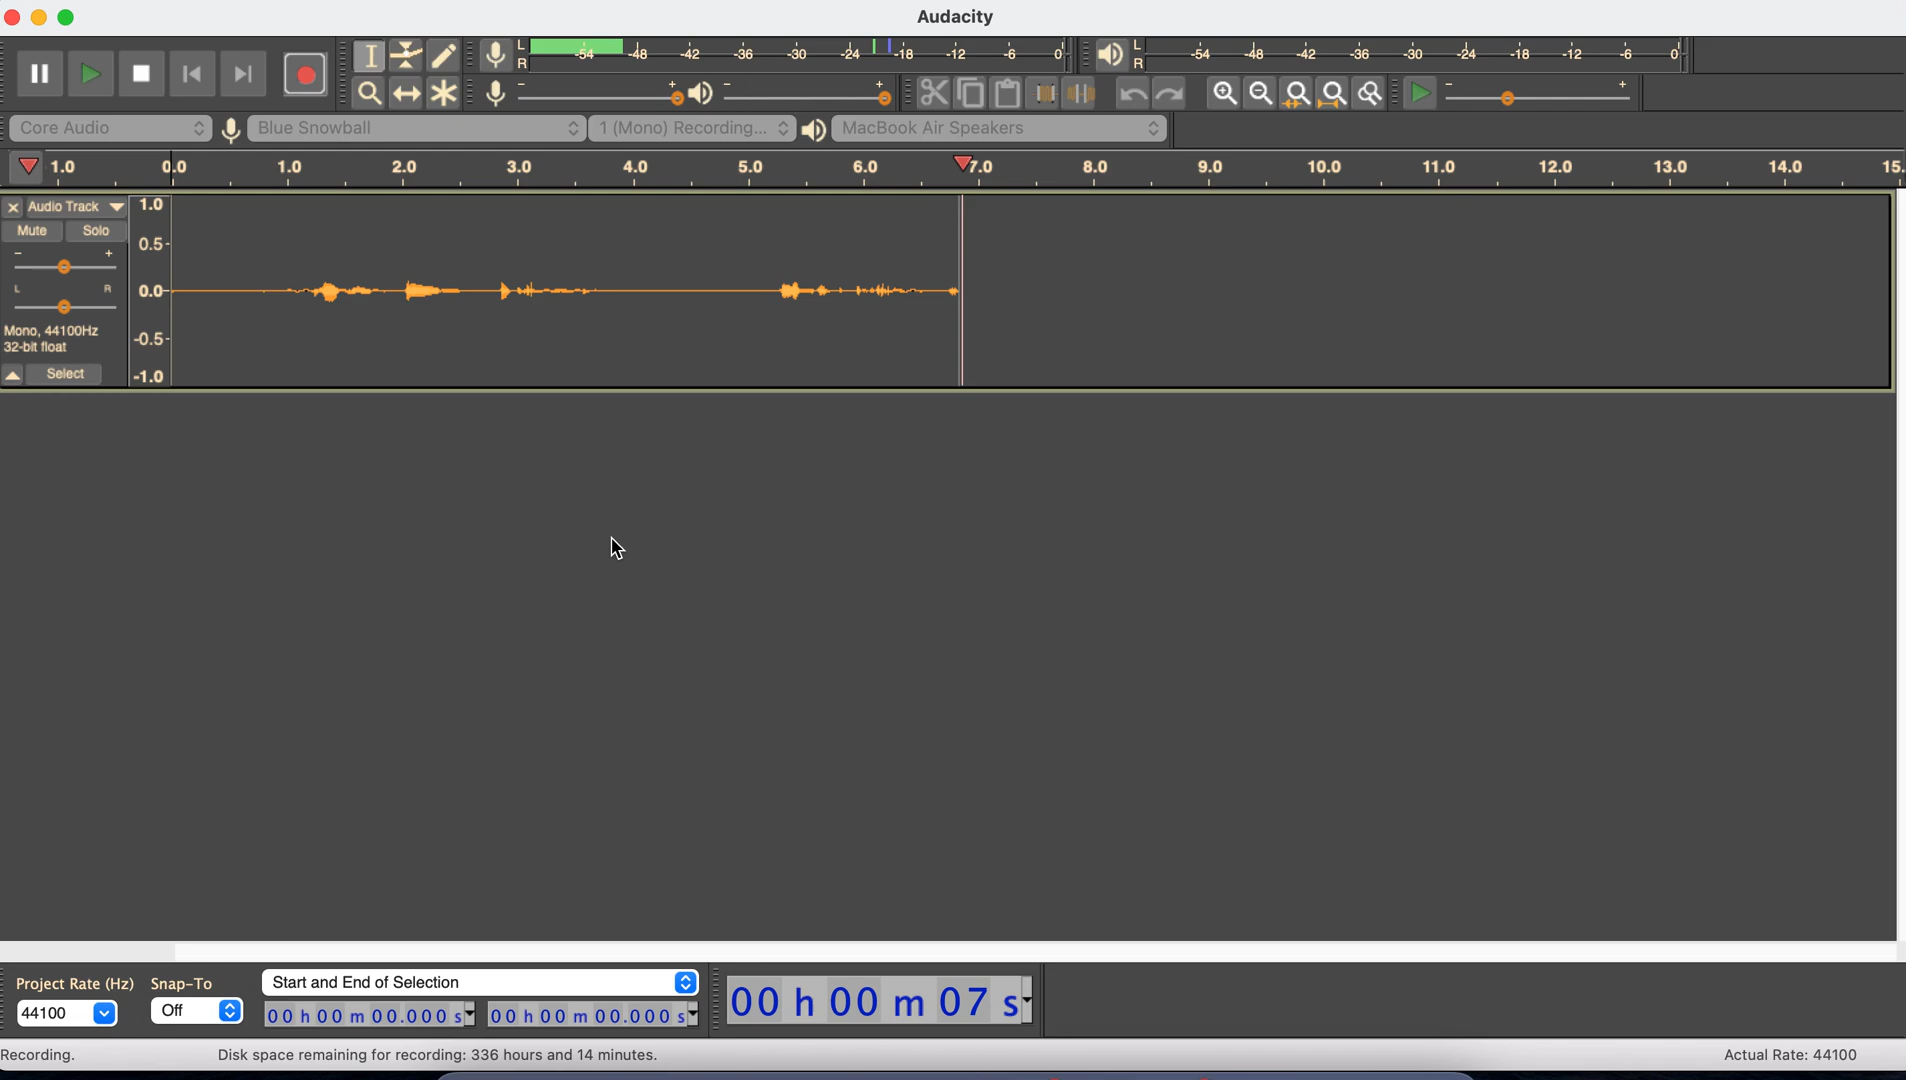 Audacity
L
R
-54 -48 -42 -36 -30 -24 -18 -12 -6 0
L
R
-54 -48 -42 -36 -30 -24 -18 -12 -6 0
- +
- +
- +
Core Audio
Blue Snowball
1 (Mono) Recording...
MacBook Air Speakers
1.0 0.0 1.0 2.0 3.0 4.0 5.0 6.0 7.0 8.0 9.0 10.0 11.0 12.0 13.0 14.0 15.
Audio Track
Mute Solo
- +
L R
Mono, 44100Hz
32-bit float
Select
1.0
0.5-
0.0-
-0.5-
-1.0
Project Rate (Hz)
44100
Snap-To
Off
Start and End of Selection
00 h 00 m 00.000 s
00 h 00 m 00.000 s
00 h 00 m 07 s
Recording.
Disk space remaining for recording: 336 hours and 14 minutes.
Actual Rate: 44100